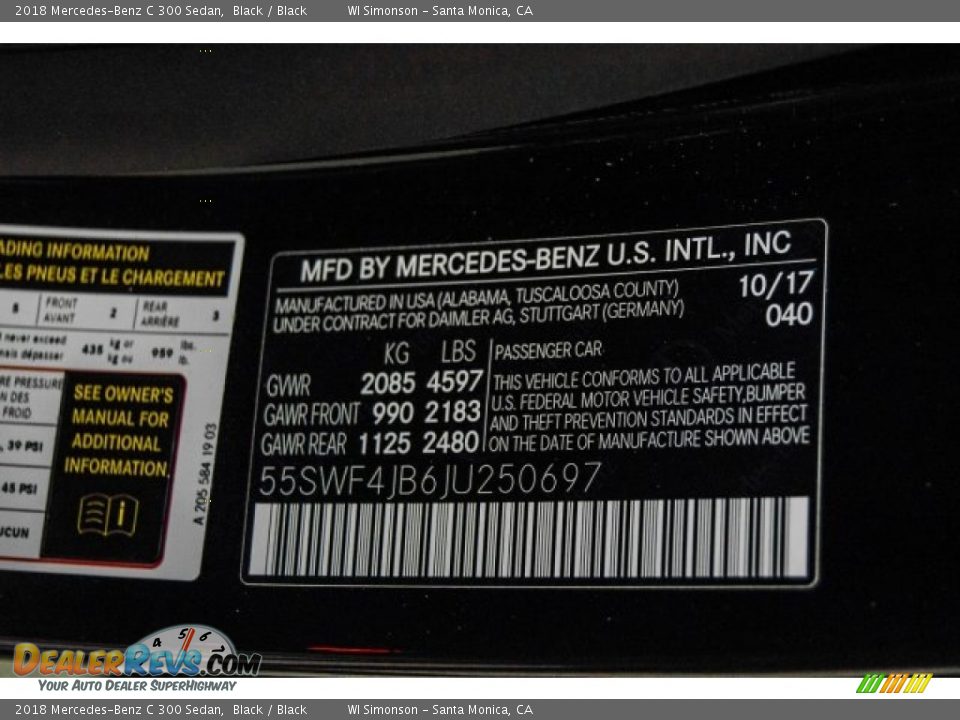 2018 Mercedes-Benz C 300 Sedan, Black / Black WI Simonson - Santa Monica, CA
ADING INFORMATION
LES PNEUS ET LE CHARGEMENT
5 FRONT AVANT 2 REAR ARRIÈRE 3
never exceed
mais dépasser 435 kg or kg ou 959 lbs. lb.
RE PRESSURE
N DES
FROID
, 39 PSI
45 PSI
UCUN
SEE OWNER'S
MANUAL FOR
ADDITIONAL
INFORMATION.
A 205 584 19 03
MFD BY MERCEDES-BENZ U.S. INTL., INC
MANUFACTURED IN USA (ALABAMA, TUSCALOOSA COUNTY) 10/17
UNDER CONTRACT FOR DAIMLER AG, STUTTGART (GERMANY) 040
KG LBS PASSENGER CAR
GVWR 2085 4597
GAWR FRONT 990 2183
GAWR REAR 1125 2480
THIS VEHICLE CONFORMS TO ALL APPLICABLE
U.S. FEDERAL MOTOR VEHICLE SAFETY,BUMPER
AND THEFT PREVENTION STANDARDS IN EFFECT
ON THE DATE OF MANUFACTURE SHOWN ABOVE
55SWF4JB6JU250697
4 5 6
DEALERREVS.COM
YOUR AUTO DEALER SUPERHIGHWAY
2018 Mercedes-Benz C 300 Sedan, Black / Black WI Simonson - Santa Monica, CA